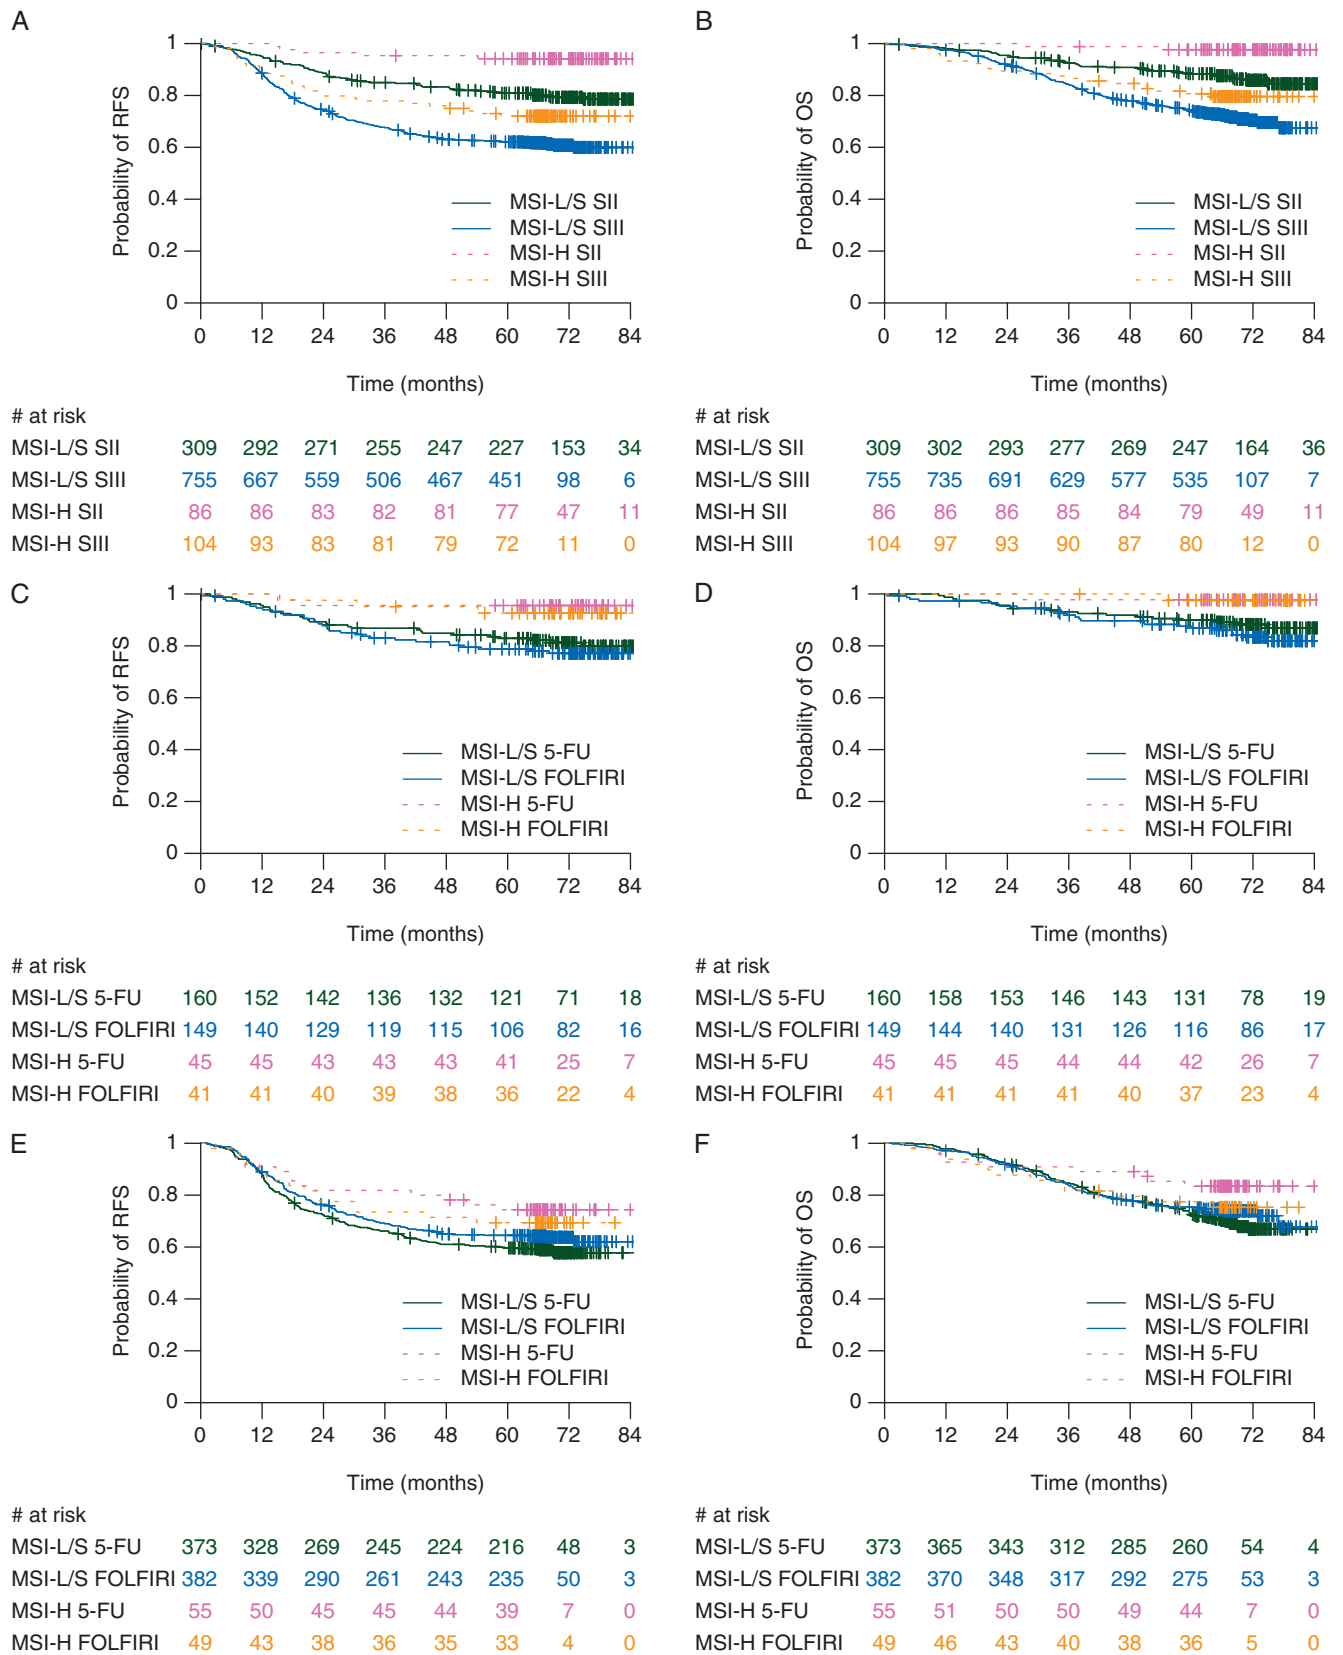 A
Probability of RFS
1
0.8
0.6
0.4
0.2
0
MSI-L/S SII
MSI-L/S SIII
MSI-H SII
MSI-H SIII
0 12 24 36 48 60 72 84
Time (months)
# at risk
MSI-L/S SII 309 292 271 255 247 227 153 34
MSI-L/S SIII 755 667 559 506 467 451 98 6
MSI-H SII 86 86 83 82 81 77 47 11
MSI-H SIII 104 93 83 81 79 72 11 0
B
Probability of OS
1
0.8
0.6
0.4
0.2
0
MSI-L/S SII
MSI-L/S SIII
MSI-H SII
MSI-H SIII
0 12 24 36 48 60 72 84
Time (months)
# at risk
MSI-L/S SII 309 302 293 277 269 247 164 36
MSI-L/S SIII 755 735 691 629 577 535 107 7
MSI-H SII 86 86 86 85 84 79 49 11
MSI-H SIII 104 97 93 90 87 80 12 0
C
Probability of RFS
1
0.8
0.6
0.4
0.2
0
MSI-L/S 5-FU
MSI-L/S FOLFIRI
MSI-H 5-FU
MSI-H FOLFIRI
0 12 24 36 48 60 72 84
Time (months)
# at risk
MSI-L/S 5-FU 160 152 142 136 132 121 71 18
MSI-L/S FOLFIRI 149 140 129 119 115 106 82 16
MSI-H 5-FU 45 45 43 43 43 41 25 7
MSI-H FOLFIRI 41 41 40 39 38 36 22 4
D
Probability of OS
1
0.8
0.6
0.4
0.2
0
MSI-L/S 5-FU
MSI-L/S FOLFIRI
MSI-H 5-FU
MSI-H FOLFIRI
0 12 24 36 48 60 72 84
Time (months)
# at risk
MSI-L/S 5-FU 160 158 153 146 143 131 78 19
MSI-L/S FOLFIRI 149 144 140 131 126 116 86 17
MSI-H 5-FU 45 45 45 44 44 42 26 7
MSI-H FOLFIRI 41 41 41 41 40 37 23 4
E
Probability of RFS
1
0.8
0.6
0.4
0.2
0
MSI-L/S 5-FU
MSI-L/S FOLFIRI
MSI-H 5-FU
MSI-H FOLFIRI
0 12 24 36 48 60 72 84
Time (months)
# at risk
MSI-L/S 5-FU 373 328 269 245 224 216 48 3
MSI-L/S FOLFIRI 382 339 290 261 243 235 50 3
MSI-H 5-FU 55 50 45 45 44 39 7 0
MSI-H FOLFIRI 49 43 38 36 35 33 4 0
F
Probability of OS
1
0.8
0.6
0.4
0.2
0
MSI-L/S 5-FU
MSI-L/S FOLFIRI
MSI-H 5-FU
MSI-H FOLFIRI
0 12 24 36 48 60 72 84
Time (months)
# at risk
MSI-L/S 5-FU 373 365 343 312 285 260 54 4
MSI-L/S FOLFIRI 382 370 348 317 292 275 53 3
MSI-H 5-FU 55 51 50 50 49 44 7 0
MSI-H FOLFIRI 49 46 43 40 38 36 5 0